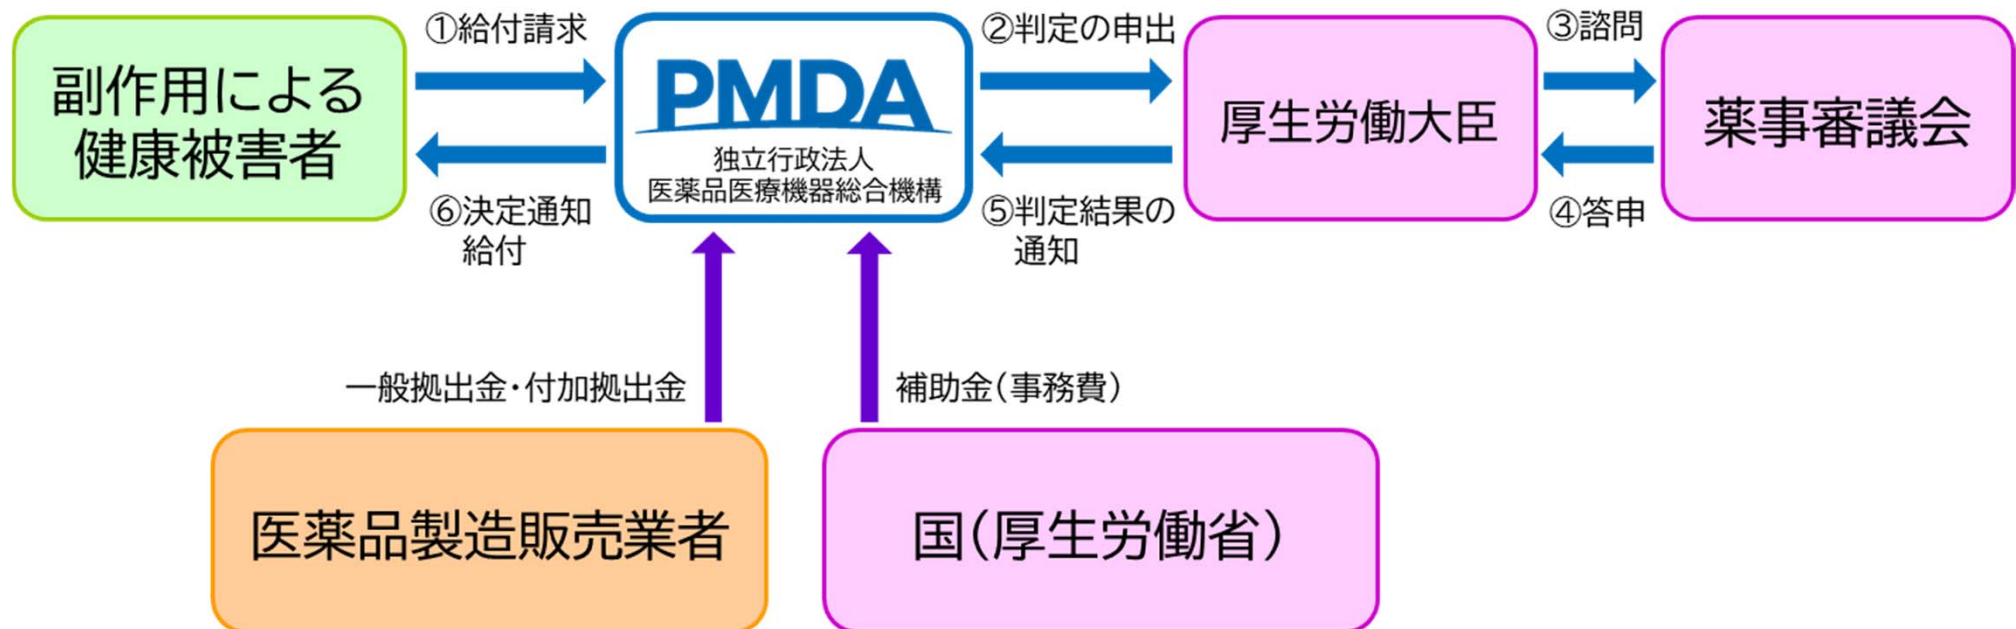 ①給付請求
②判定の申出
③諮問
副作用による
健康被害者
PMDA
独立行政法人
医薬品医療機器総合機構
厚生労働大臣
薬事審議会
⑥決定通知
給付
⑤判定結果の
通知
④答申
一般拠出金・付加拠出金
補助金（事務費）
医薬品製造販売業者
国（厚生労働省）